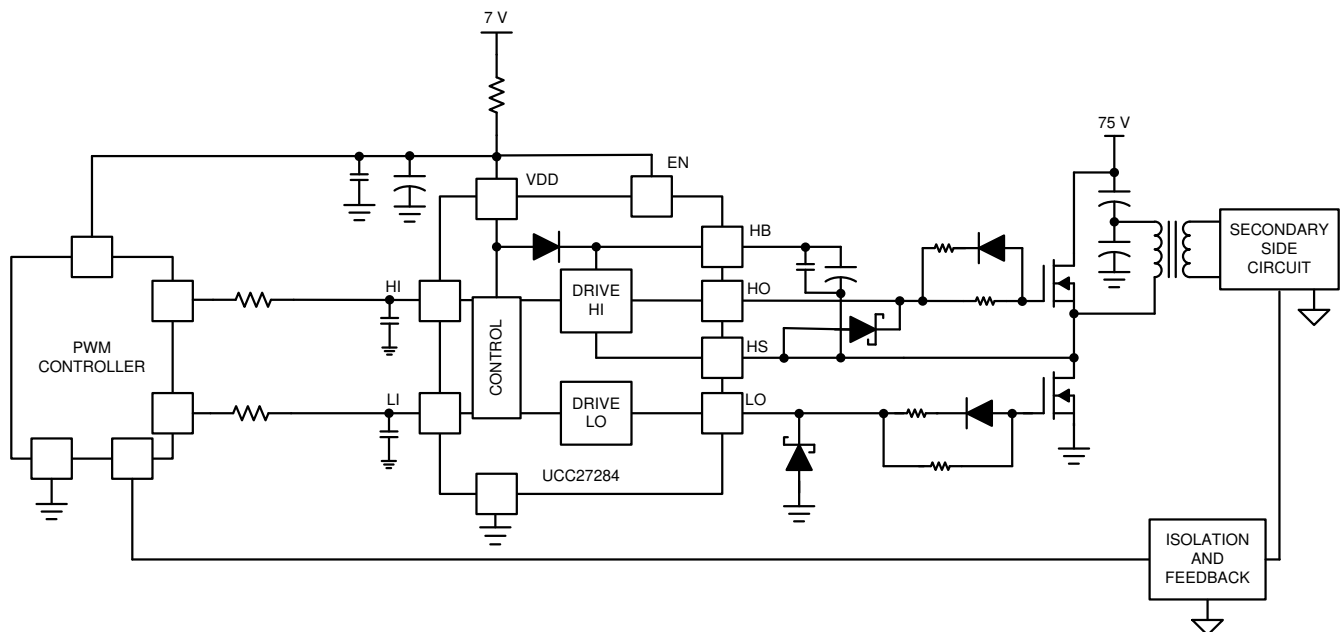 7 V
75 V
EN
VDD
HB
SECONDARY
SIDE
CIRCUIT
HI
DRIVE
HI
HO
PWM
CONTROLLER
CONTROL
HS
LI
DRIVE
LO
LO
UCC27284
ISOLATION
AND
FEEDBACK